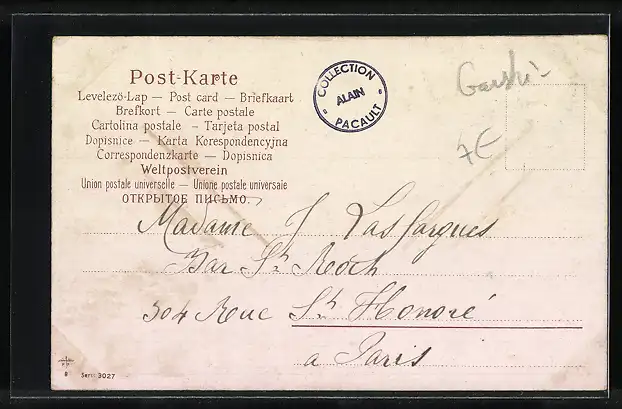 Post-Karte
Levelező-Lap — Post card — Briefkaart
Brefkort — Carte postale
Cartolina postale - Tarjeta postal
Dopisnice - Karta Korespondencyjna
Correspondenzkarte — Dopisnica
Weltpostverein
Union postale universelle — Unione postale universale
ОТКРЫТОЕ ПИСЬМО.
COLLECTION
ALAIN
PACAULT
7€
Madame J Lasfargues
Bar St Roch
304 Rue St Honoré
a Paris
Serie 3027